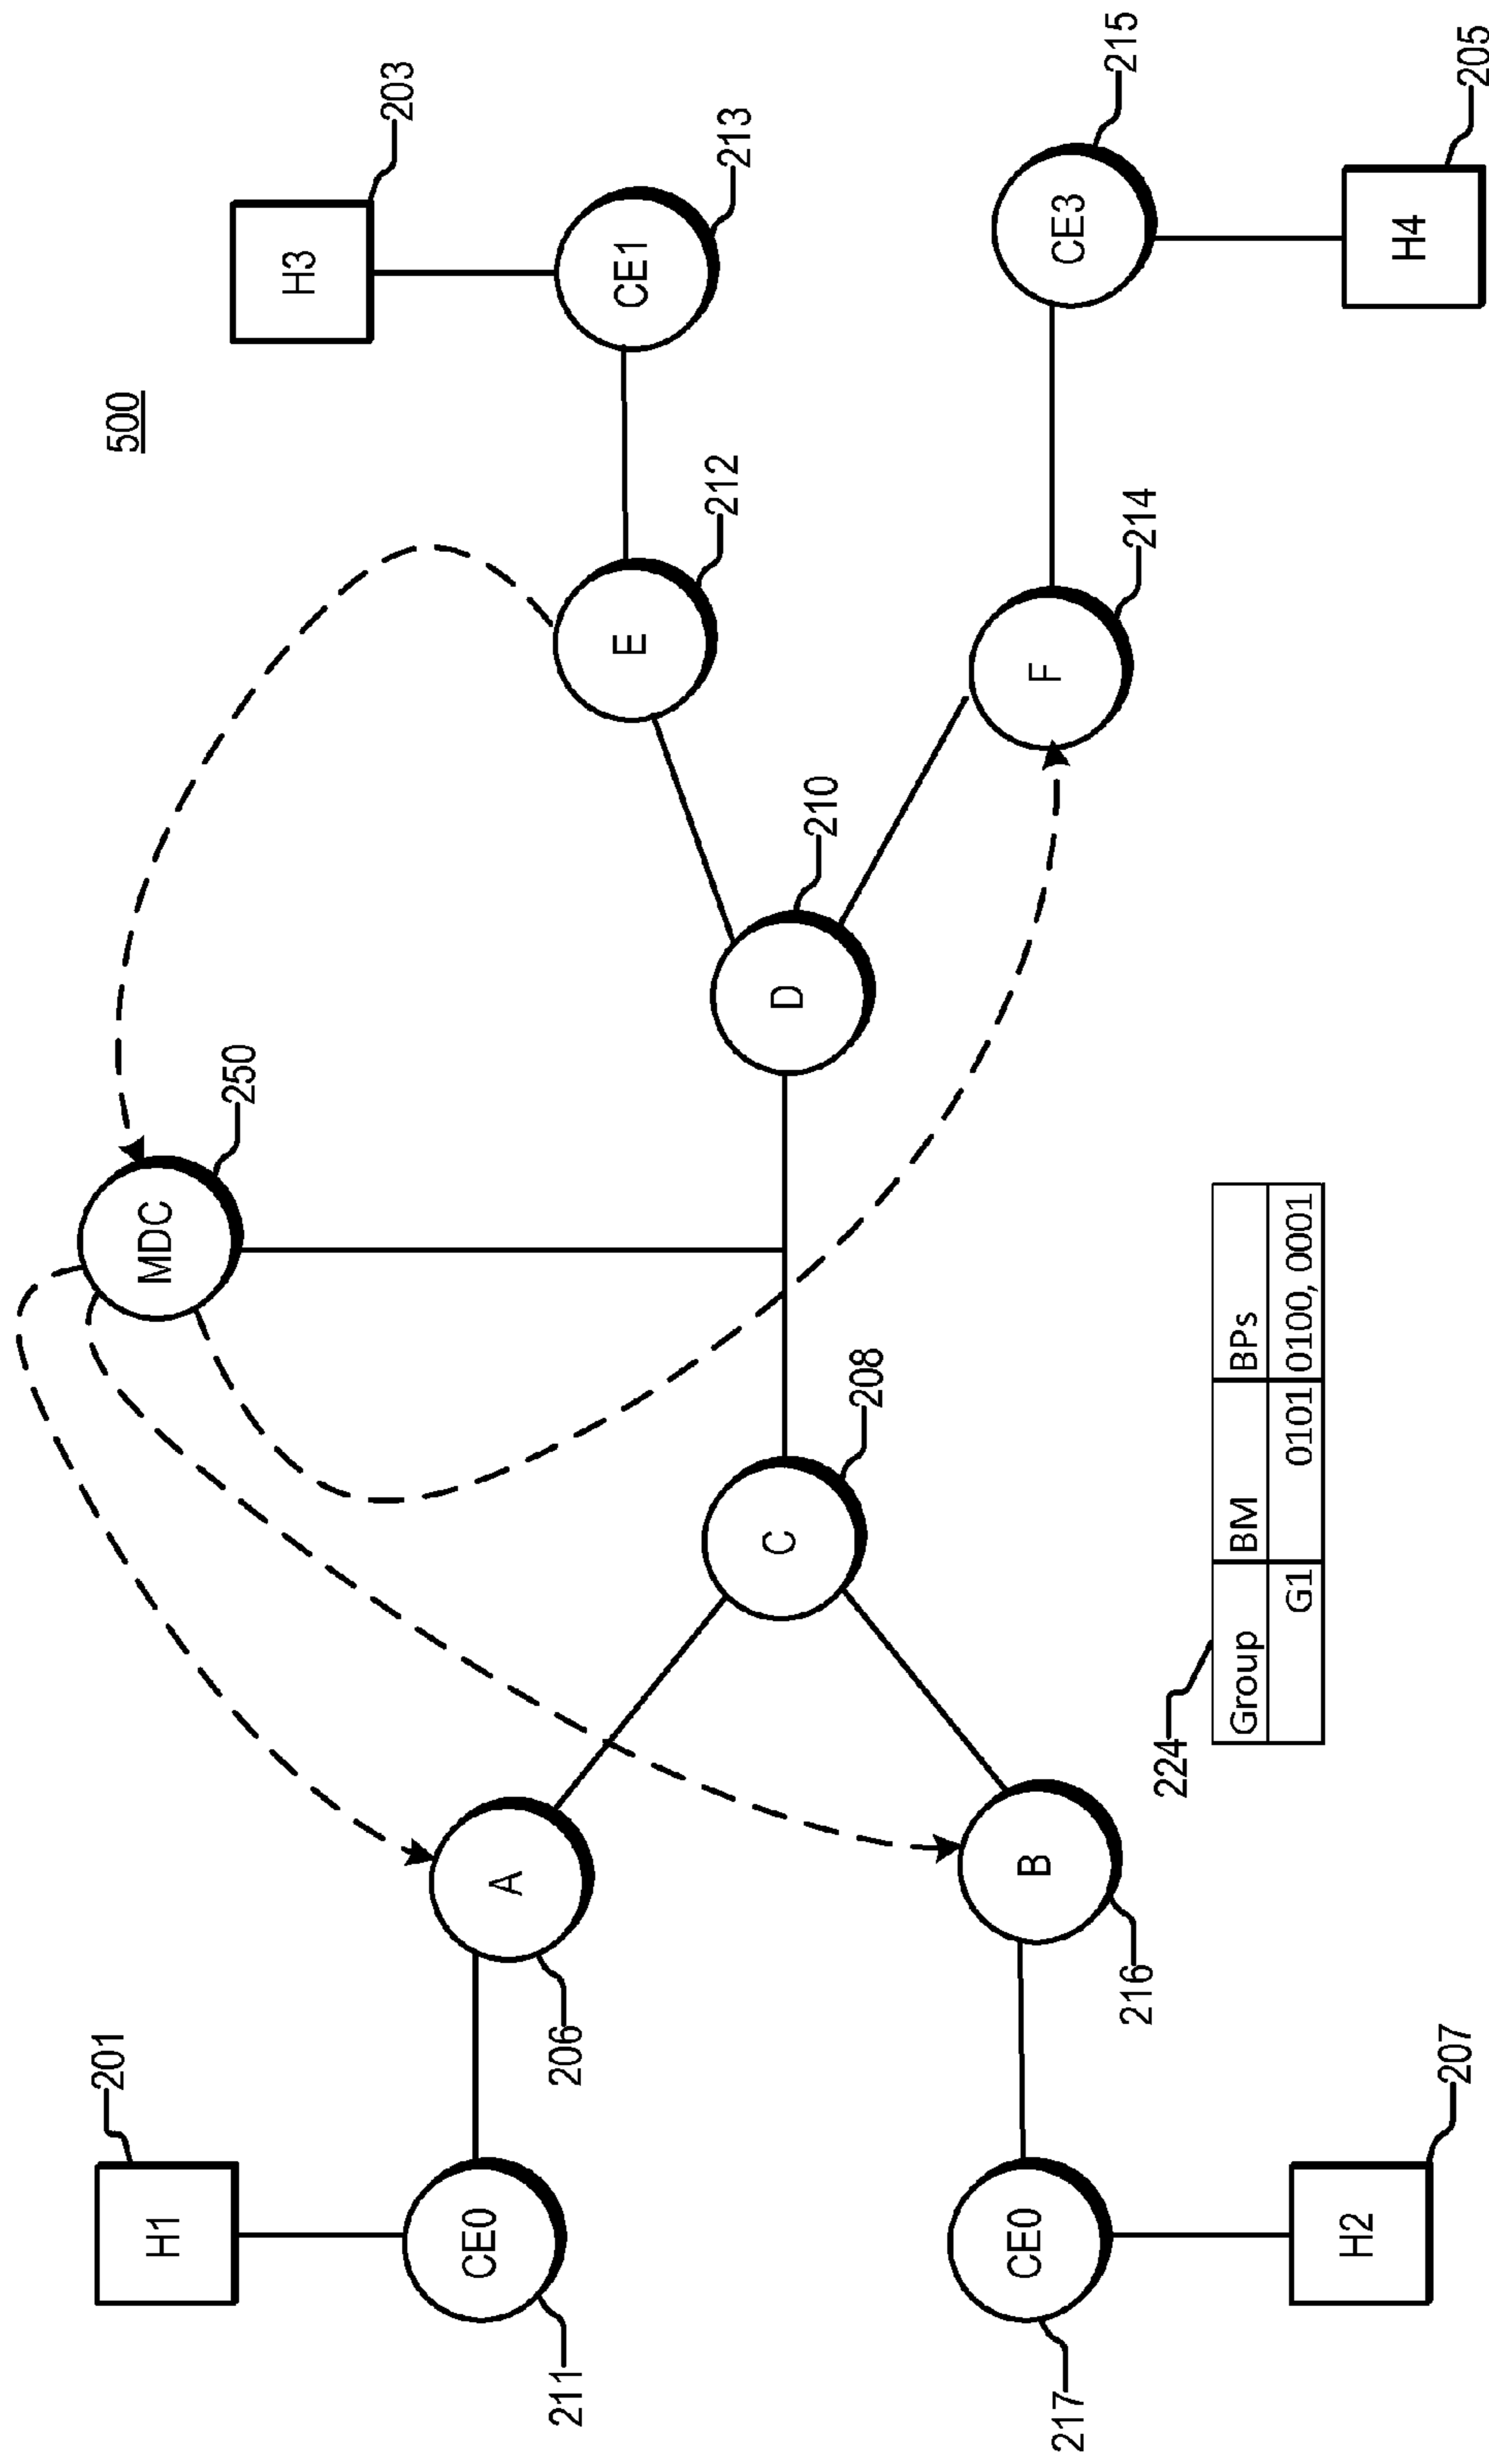 500
H1
201
MDC
250
H3
203
CE0
211
A
206
E
212
CE1
213
C
208
D
210
CE0
217
B
216
F
214
CE3
215
224
Group BM BPs
G1 0101 0100, 0001
H2
207
H4
205